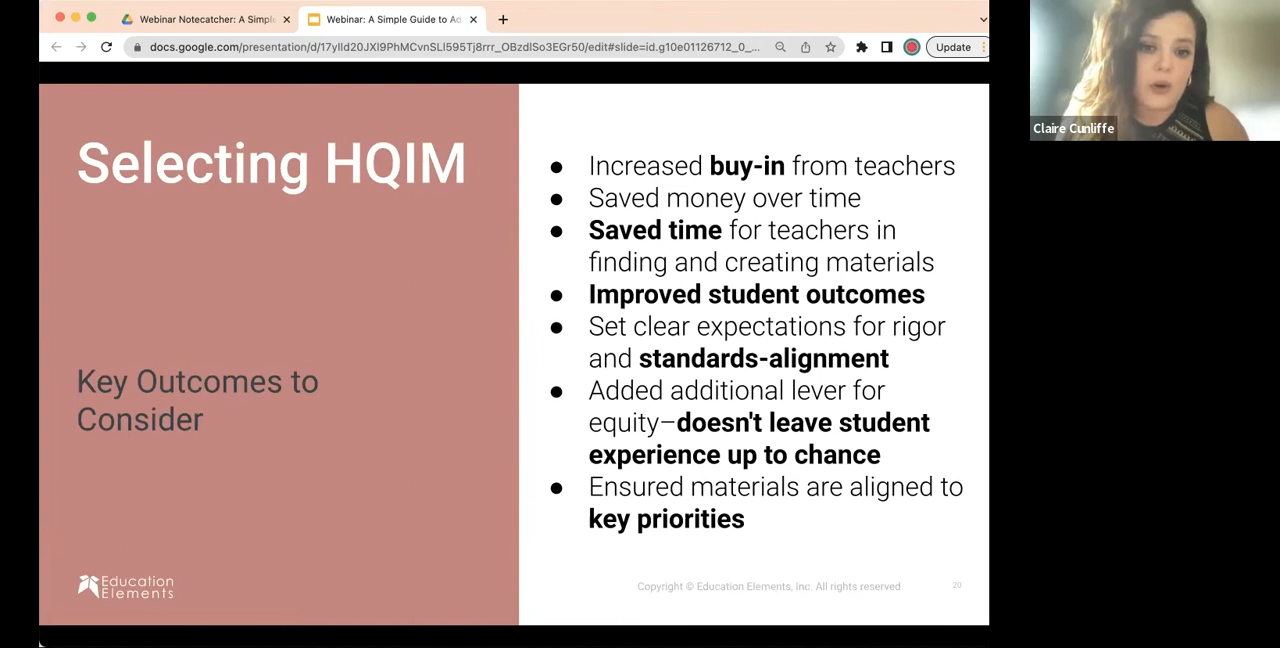 Webinar Notecatcher: A Simple
Webinar: A Simple Guide to Ad
docs.google.com/presentation/d/17ylld20JXl9PhMCvnSLl595Tj8rrr_OBzdlSo3EGr50/edit#slide=id.g10e01126712_0_...
Update
Claire Cunliffe
Selecting HQIM
Key Outcomes to
Consider
● Increased buy-in from teachers
● Saved money over time
● Saved time for teachers in
finding and creating materials
● Improved student outcomes
● Set clear expectations for rigor
and standards-alignment
● Added additional lever for
equity–doesn't leave student
experience up to chance
● Ensured materials are aligned to
key priorities
Education
Elements
Copyright © Education Elements, Inc. All rights reserved
20